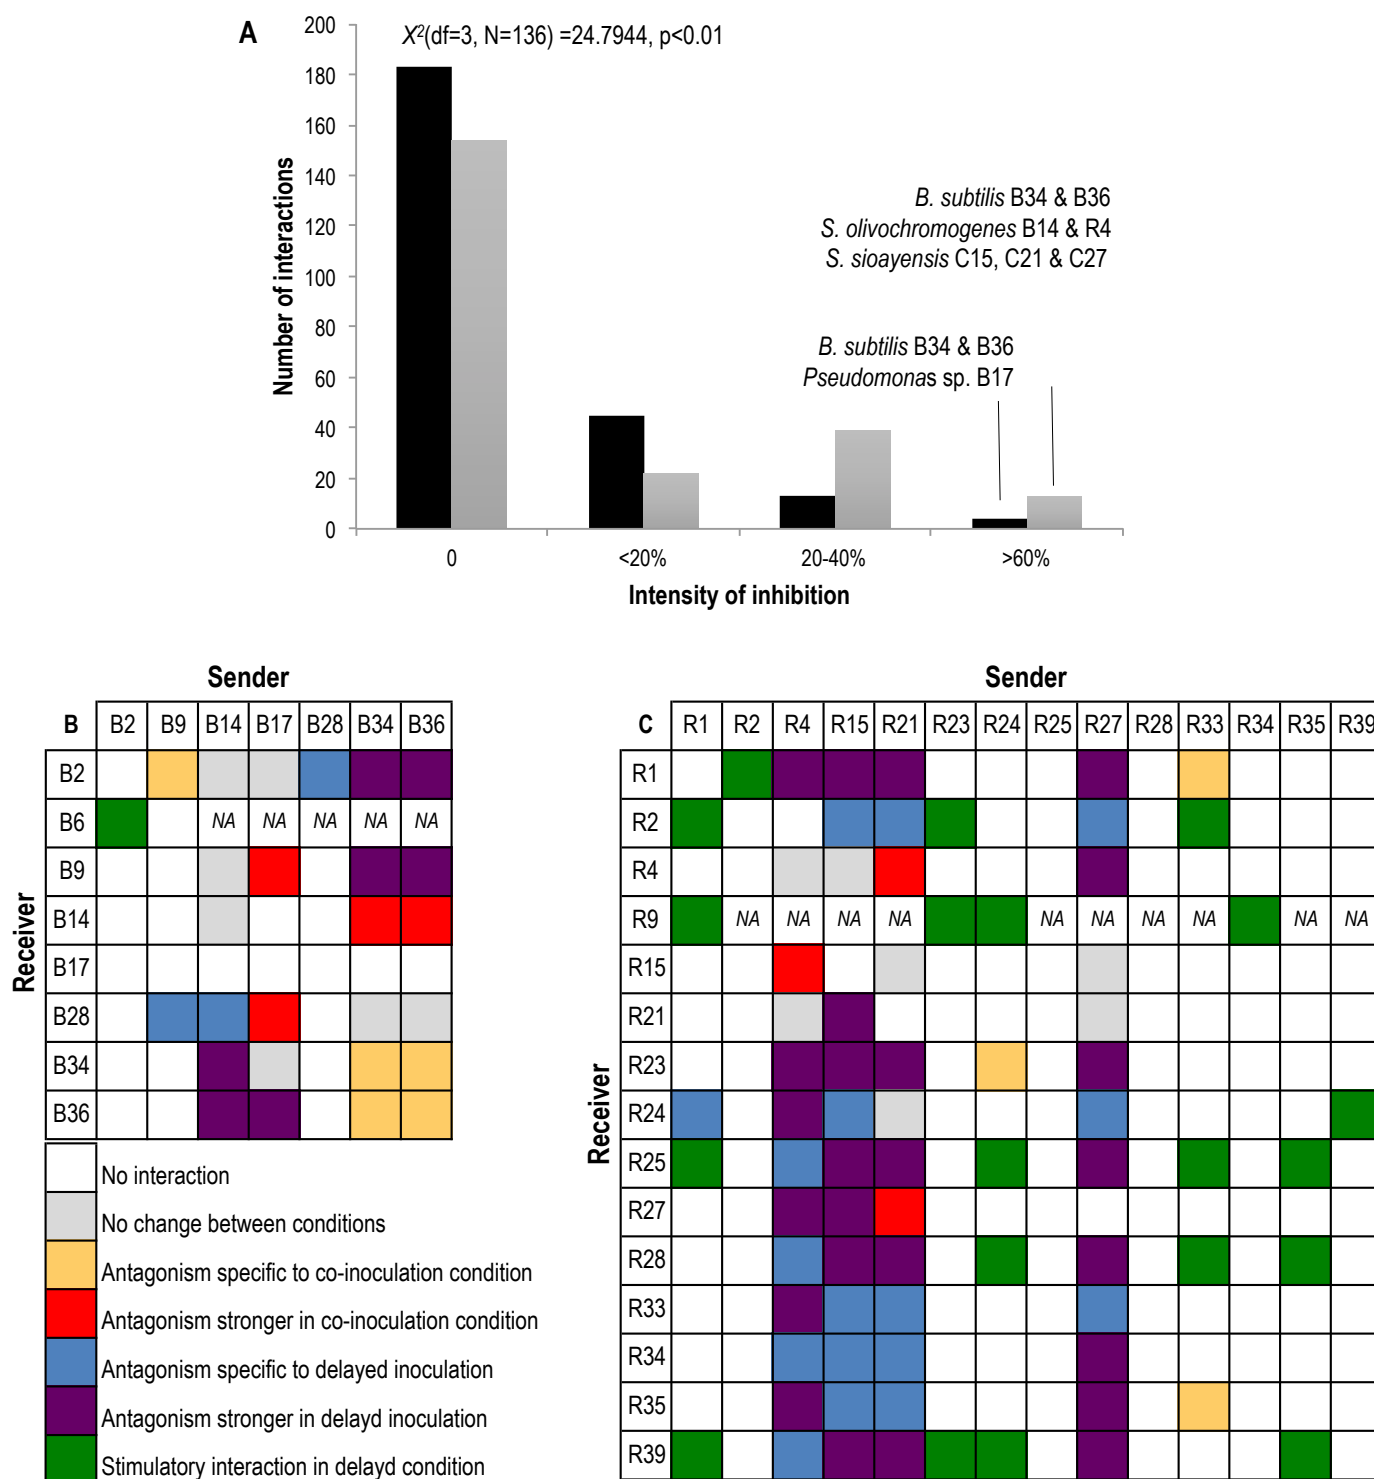 A
X²(df=3, N=136) =24.7944, p<0.01
200
180
160
140
120
100
80
60
40
20
0
Number of interactions
B. subtilis B34 & B36
S. olivochromogenes B14 & R4
S. sioayensis C15, C21 & C27
B. subtilis B34 & B36
Pseudomonas sp. B17
0 <20% 20-40% >60%
Intensity of inhibition
Sender
B B2 B9 B14 B17 B28 B34 B36
Receiver
B2
B6 NA NA NA NA NA
B9
B14
B17
B28
B34
B36
No interaction
No change between conditions
Antagonism specific to co-inoculation condition
Antagonism stronger in co-inoculation condition
Antagonism specific to delayed inoculation
Antagonism stronger in delayd inoculation
Stimulatory interaction in delayd condition
Sender
C R1 R2 R4 R15 R21 R23 R24 R25 R27 R28 R33 R34 R35 R39
Receiver
R1
R2
R4
R9 NA NA NA NA NA NA NA NA NA NA
R15
R21
R23
R24
R25
R27
R28
R33
R34
R35
R39